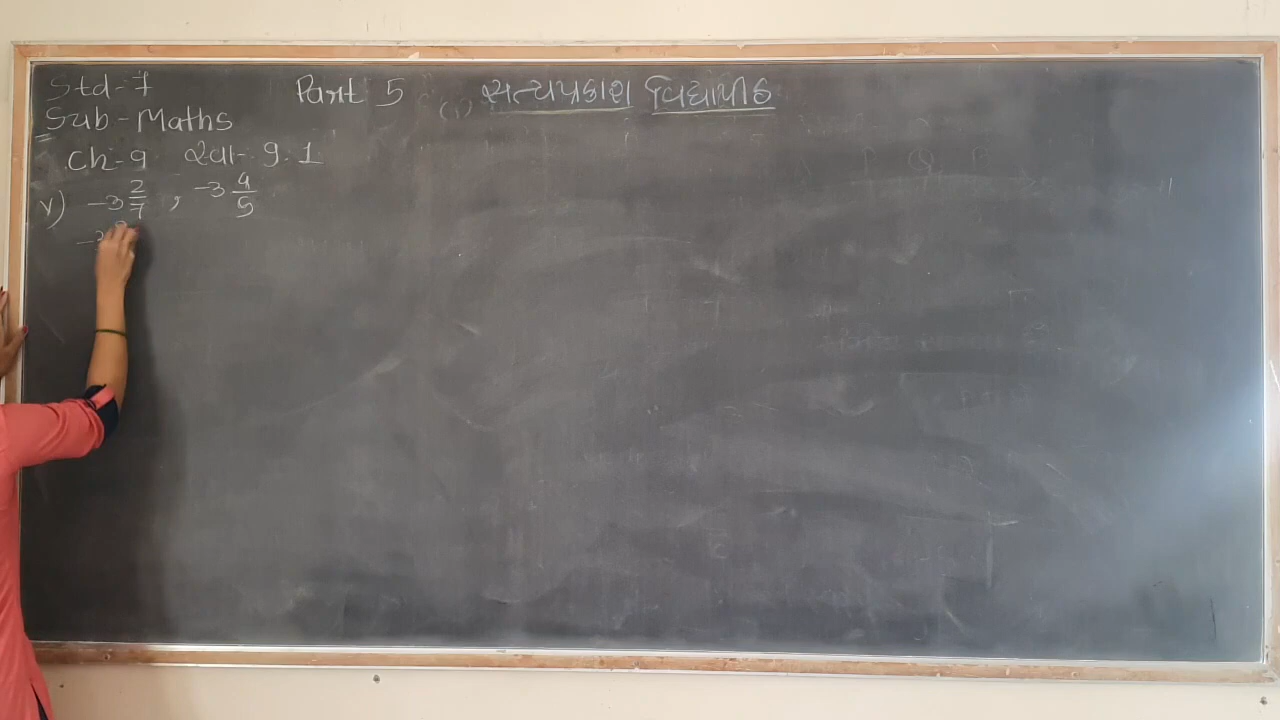 Std-7
Part 5
સત્યપ્રકાશ વિદ્યાપીઠ
Sub-Maths
Ch-9 સ્વા-9.1
v) -3 2/7 , -3 4/5